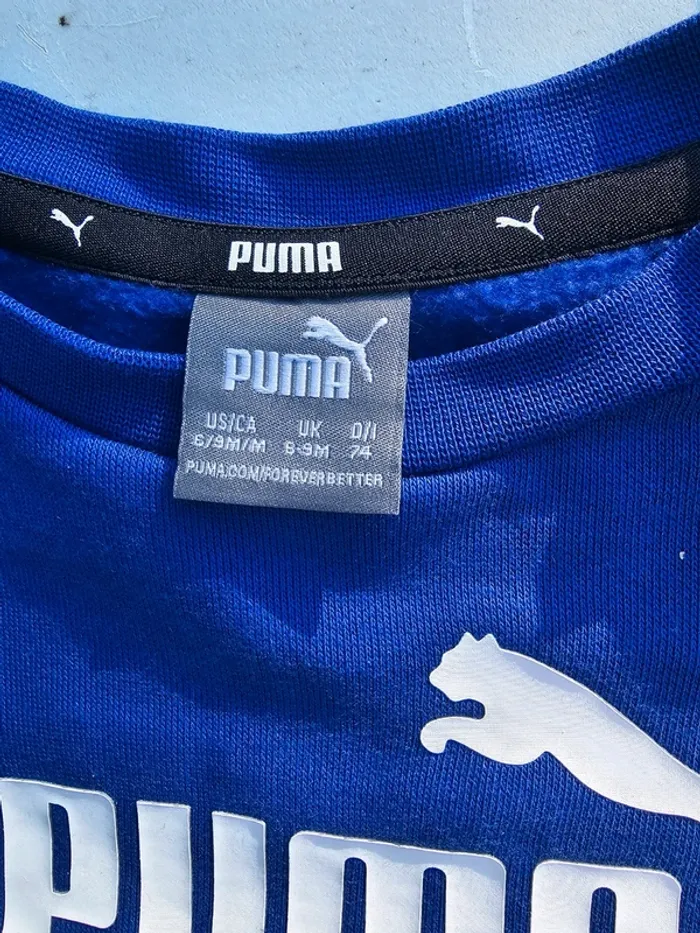 PUMA
PUMA
US/CA UK D/I
6/9M/M 6-9M 74
PUMA.COM/FOREVERBETTER
PUMA